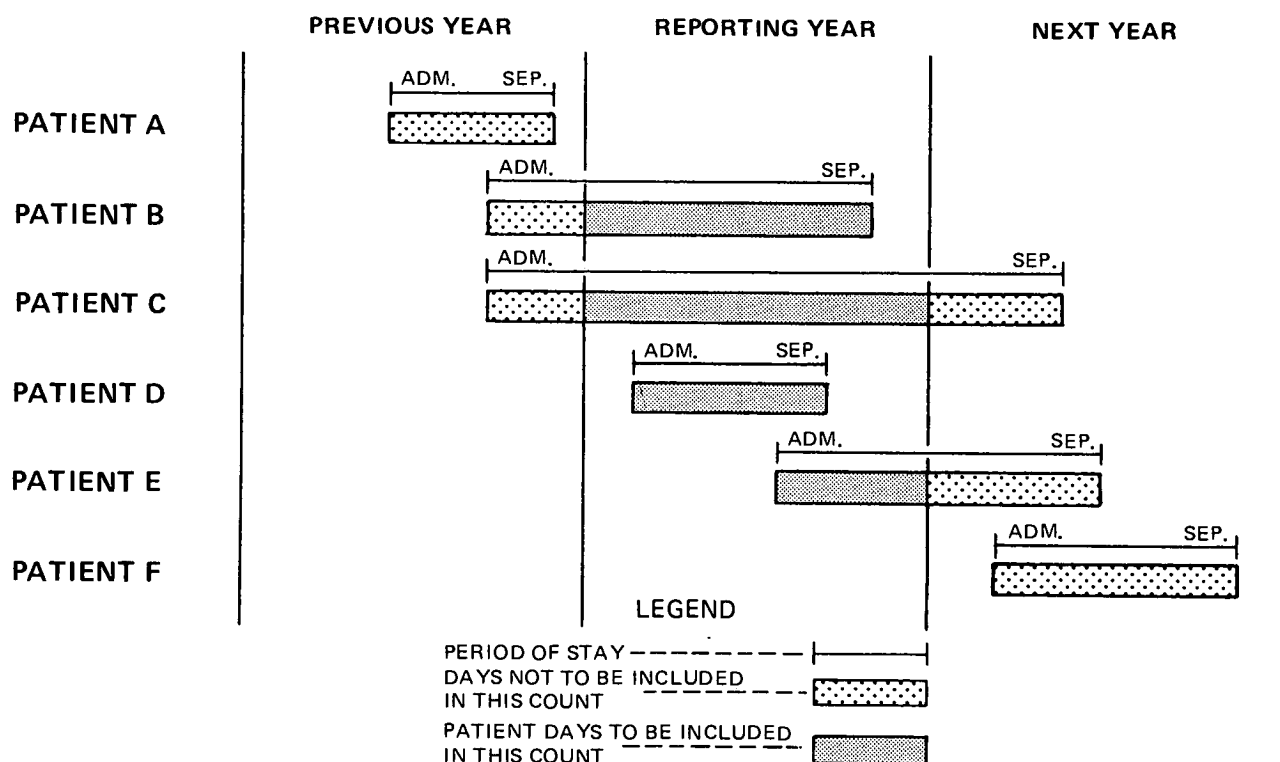 PREVIOUS YEAR REPORTING YEAR NEXT YEAR
ADM. SEP.
PATIENT A
ADM. SEP.
PATIENT B
ADM. SEP.
PATIENT C
ADM. SEP.
PATIENT D
ADM. SEP.
PATIENT E
ADM. SEP.
PATIENT F
LEGEND
PERIOD OF STAY
DAYS NOT TO BE INCLUDED
IN THIS COUNT
PATIENT DAYS TO BE INCLUDED
IN THIS COUNT